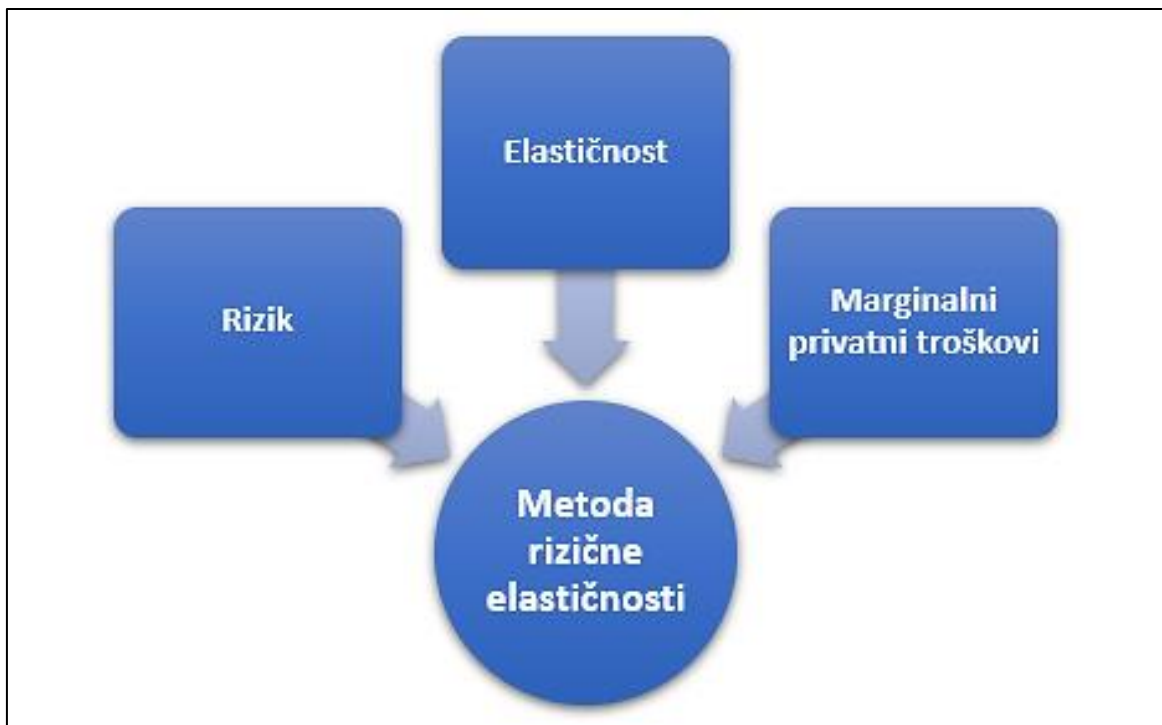 Elastičnost
Rizik
Marginalni
privatni troškovi
Metoda
rizične
elastičnosti